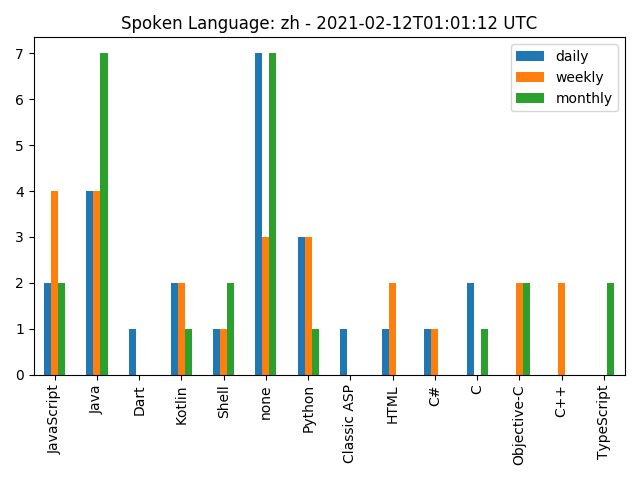 Spoken Language: zh - 2021-02-12T01:01:12 UTC
daily
weekly
monthly
7
6
5
4
3
2
1
0
JavaScript
Java
Dart
Kotlin
Shell
none
Python
Classic ASP
HTML
C#
C
Objective-C
C++
TypeScript